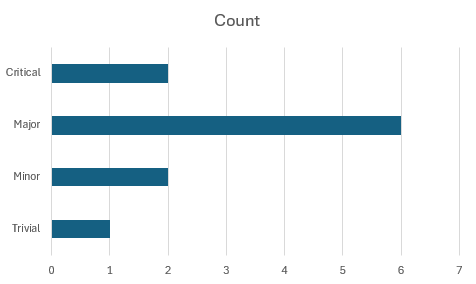 Count
Critical
Major
Minor
Trivial
0 1 2 3 4 5 6 7